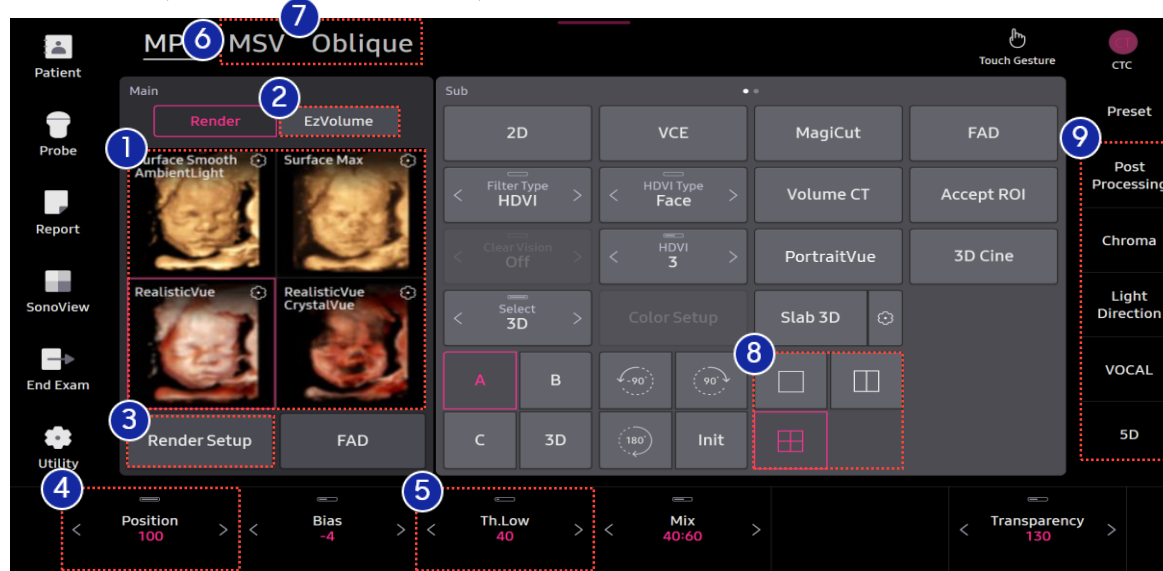 7
6
MP
MSV
Oblique
Patient
Touch Gesture
CTC
Main
Sub
2
Render
EzVolume
2D
VCE
MagiCut
FAD
Preset
Probe
1
9
Surface Smooth
AmbientLight
Surface Max
Filter Type
HDVI
HDVI Type
Face
Volume CT
Accept ROI
Post
Processing
Report
Clear Vision
Off
HDVI
3
PortraitVue
3D Cine
Chroma
SonoView
RealisticVue
RealisticVue
CrystalVue
Select
3D
Color Setup
Slab 3D
Light
Direction
8
End Exam
A
B
-90°
90°
VOCAL
3
Render Setup
FAD
C
3D
180°
Init
5D
Utility
4
5
Position
100
Bias
-4
Th.Low
40
Mix
40:60
Transparency
130